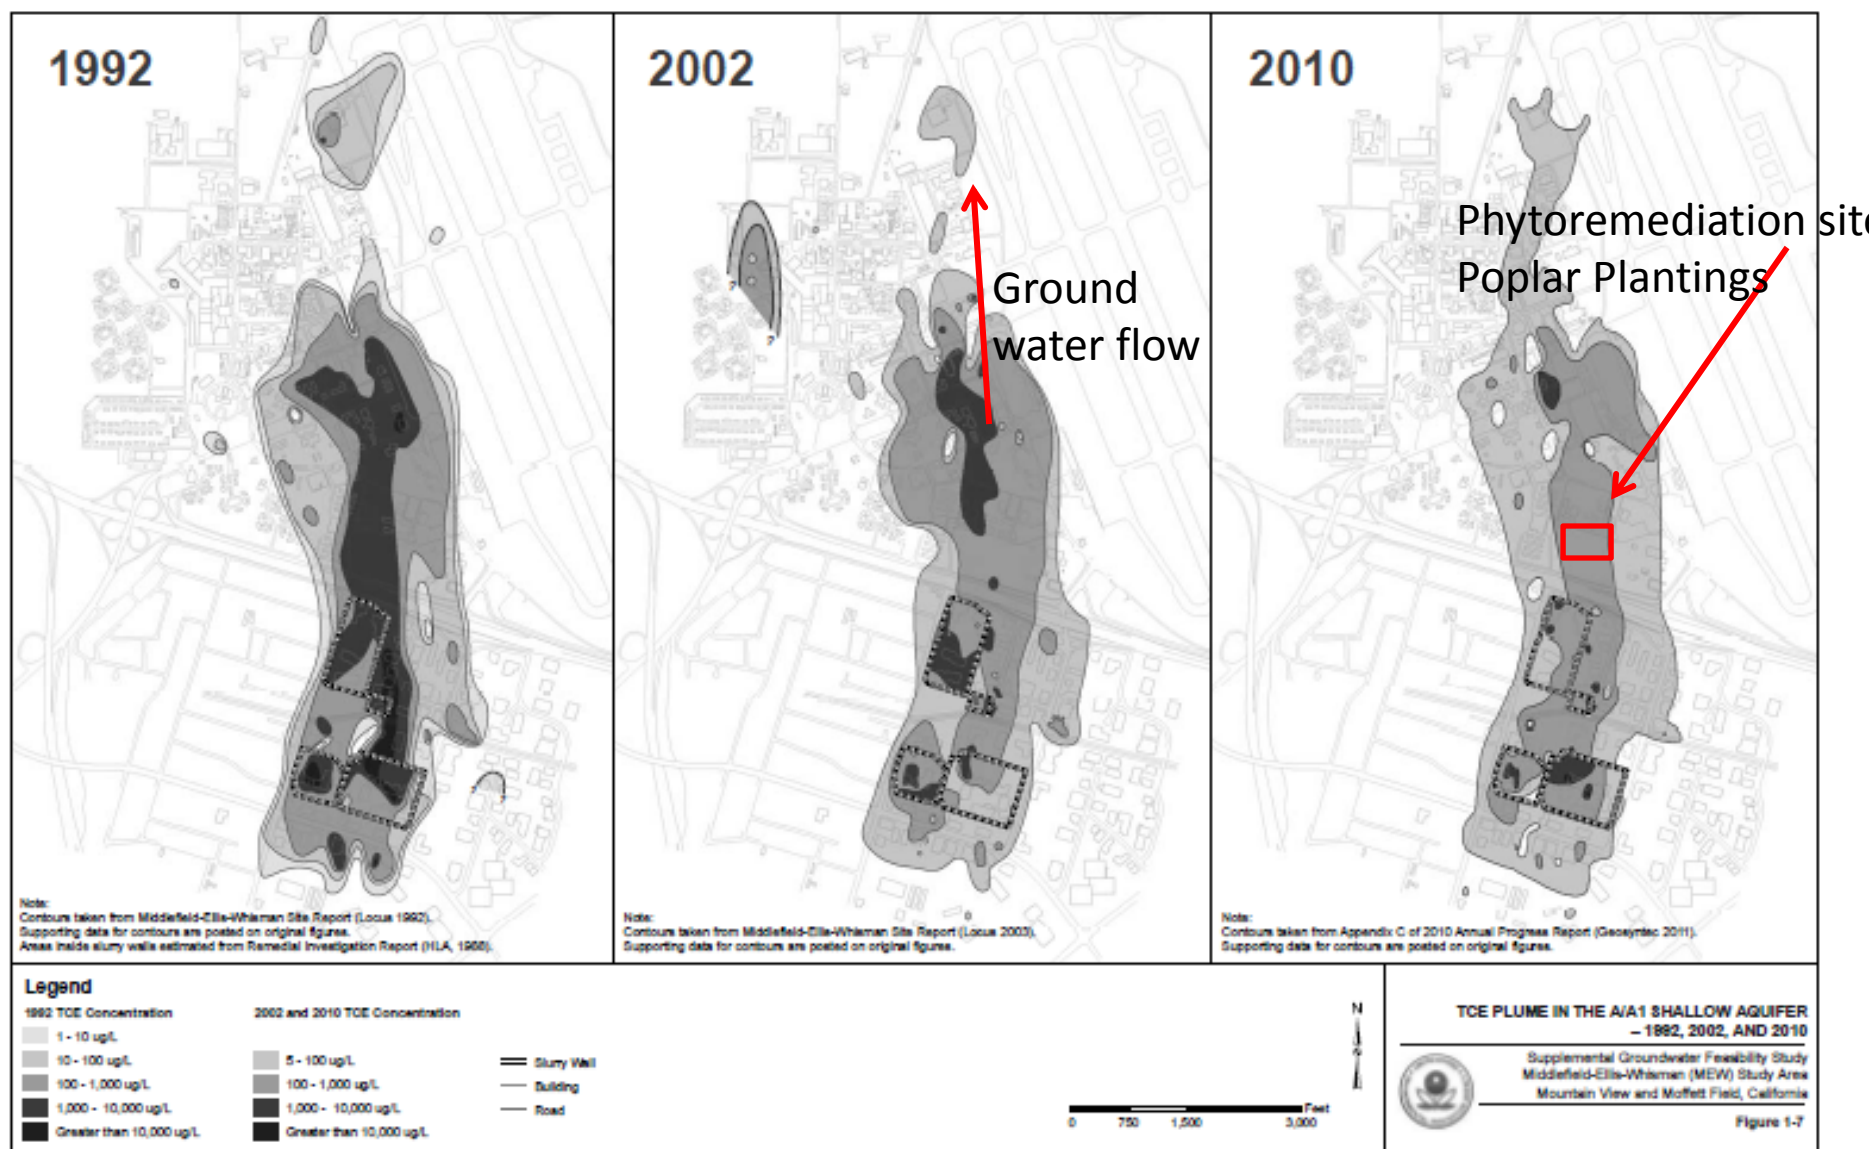 1992
2002
2010
Phytoremediation site
Poplar Plantings
Ground
water flow
?
?
?
?
Note:
Contours taken from Middlefield-Ellis-Whisman Site Report (Locus 1992).
Supporting data for contours are posted on original figures.
Areas inside slurry walls estimated from Remedial Investigation Report (HLA, 1988).
Note:
Contours taken from Middlefield-Ellis-Whisman Site Report (Locus 2003).
Supporting data for contours are posted on original figures.
Note:
Contours taken from Appendix C of 2010 Annual Progress Report (Geosyntec 2011).
Supporting data for contours are posted on original figures.
Legend
1992 TCE Concentration
1 - 10 ug/L
10 - 100 ug/L
100 - 1,000 ug/L
1,000 - 10,000 ug/L
Greater than 10,000 ug/L
2002 and 2010 TCE Concentration
5 - 100 ug/L
100 - 1,000 ug/L
1,000 - 10,000 ug/L
Greater than 10,000 ug/L
Slurry Wall
Building
Road
N
Feet
0 750 1,500 3,000
TCE PLUME IN THE A/A1 SHALLOW AQUIFER
– 1992, 2002, AND 2010
Supplemental Groundwater Feasibility Study
Middlefield-Ellis-Whisman (MEW) Study Area
Mountain View and Moffett Field, California
Figure 1-7